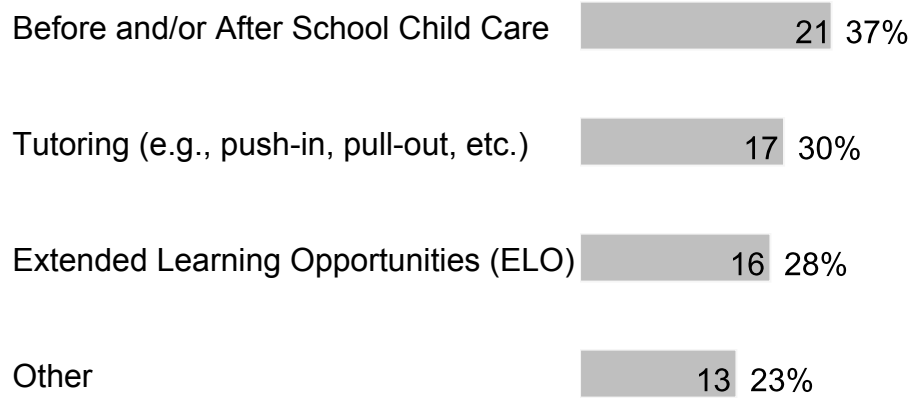 Before and/or After School Child Care 21 37%
Tutoring (e.g., push-in, pull-out, etc.) 17 30%
Extended Learning Opportunities (ELO) 16 28%
Other 13 23%